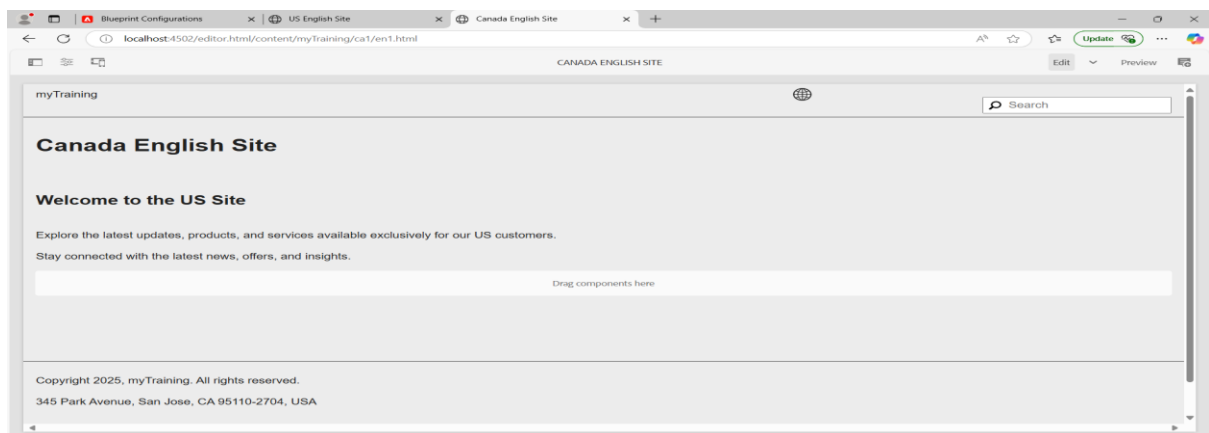 Blueprint Configurations
US English Site
Canada English Site
localhost:4502/editor.html/content/myTraining/ca1/en1.html
Update
CANADA ENGLISH SITE
Edit
Preview
myTraining
Search
Canada English Site
Welcome to the US Site
Explore the latest updates, products, and services available exclusively for our US customers.
Stay connected with the latest news, offers, and insights.
Drag components here
Copyright 2025, myTraining. All rights reserved.
345 Park Avenue, San Jose, CA 95110-2704, USA